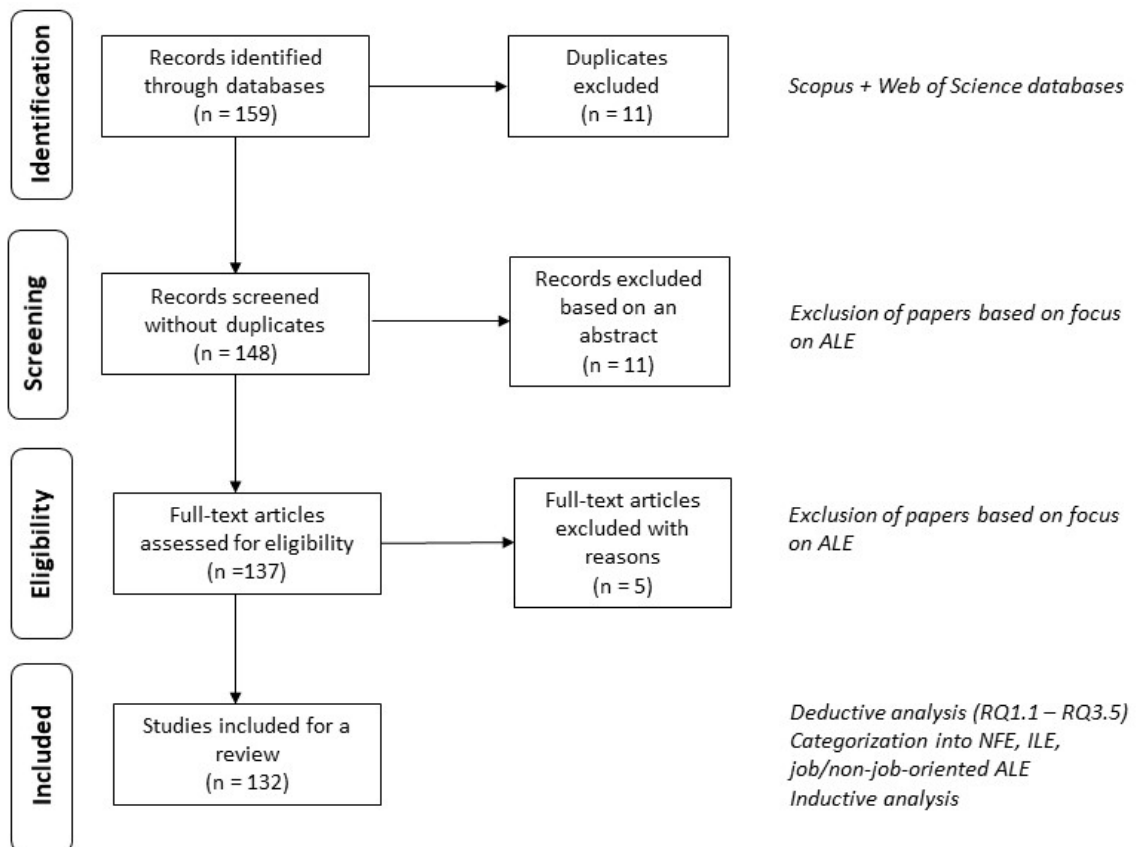 Identification
Records identified
through databases
(n = 159)
Duplicates
excluded
(n = 11)
Scopus + Web of Science databases
Screening
Records screened
without duplicates
(n = 148)
Records excluded
based on an
abstract
(n = 11)
Exclusion of papers based on focus
on ALE
Eligibility
Full-text articles
assessed for eligibility
(n =137)
Full-text articles
excluded with
reasons
(n = 5)
Exclusion of papers based on focus
on ALE
Included
Studies included for a
review
(n = 132)
Deductive analysis (RQ1.1 – RQ3.5)
Categorization into NFE, ILE,
job/non-job-oriented ALE
Inductive analysis